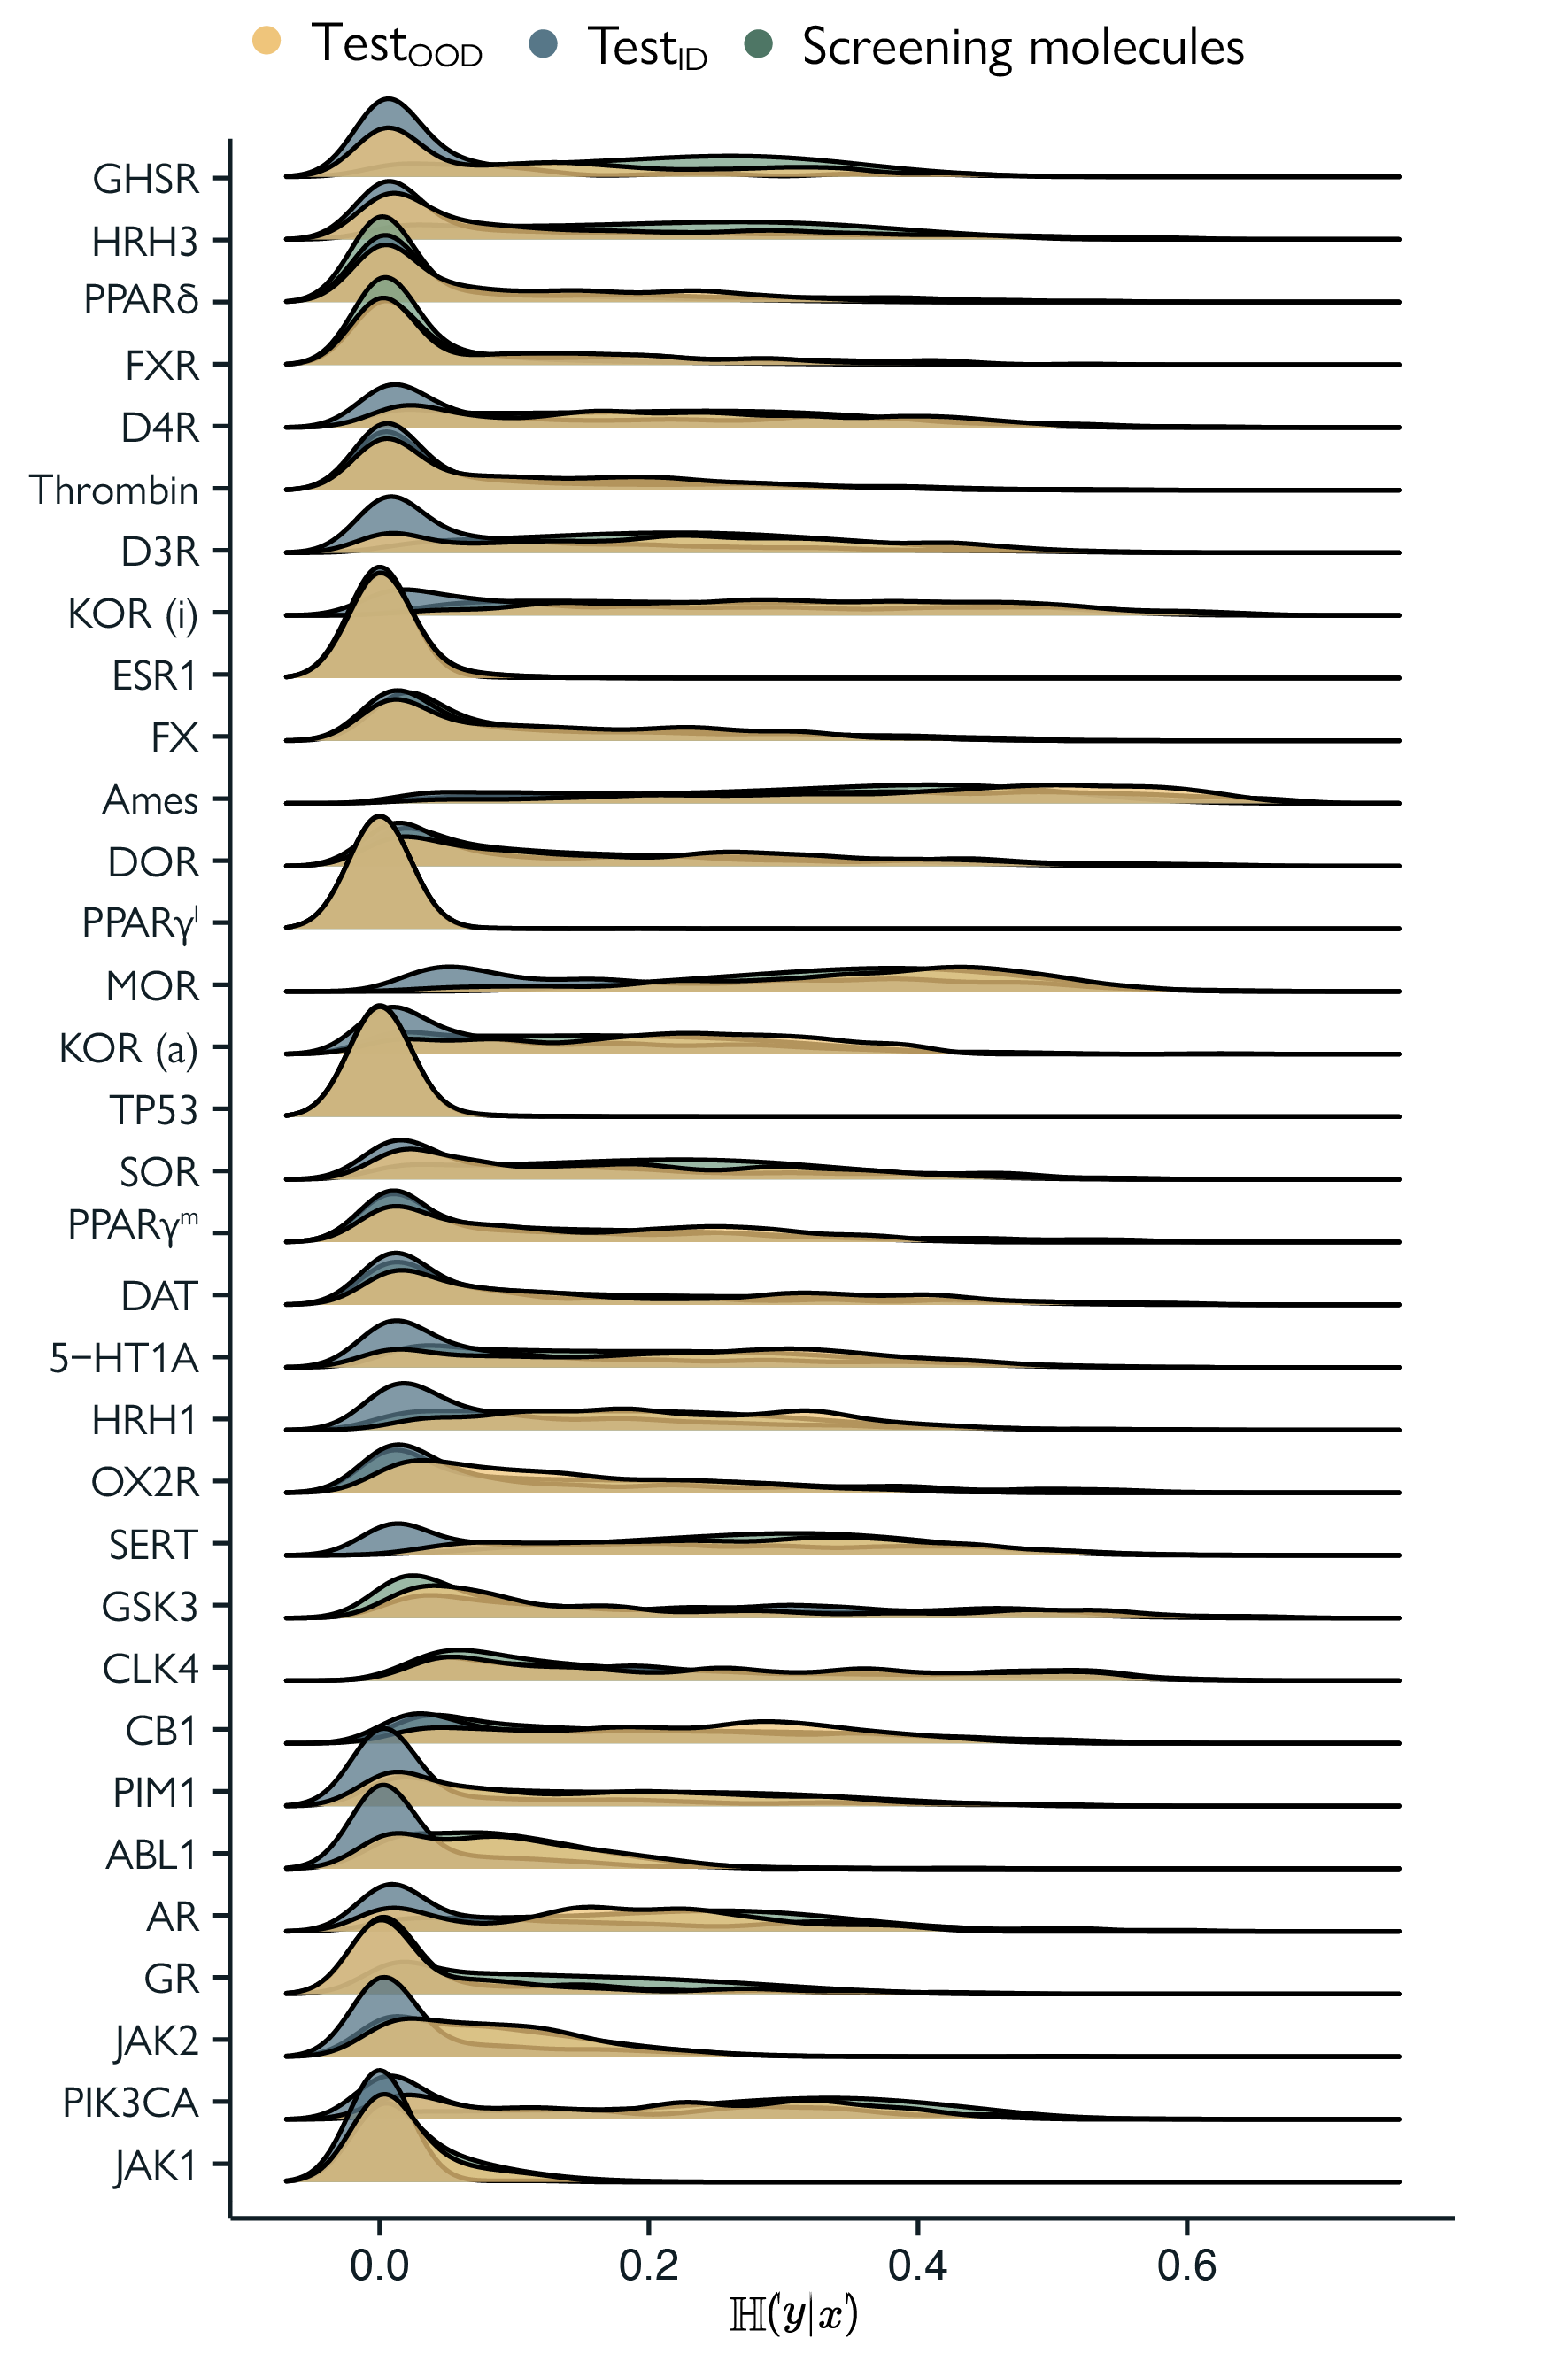 Test_OOD Test_ID Screening molecules
GHSR
HRH3
PPARδ
FXR
D4R
Thrombin
D3R
KOR (i)
ESR1
FX
Ames
DOR
PPARγˡ
MOR
KOR (a)
TP53
SOR
PPARγᵐ
DAT
5−HT1A
HRH1
OX2R
SERT
GSK3
CLK4
CB1
PIM1
ABL1
AR
GR
JAK2
PIK3CA
JAK1
0.0 0.2 0.4 0.6
ℍ(y|x)